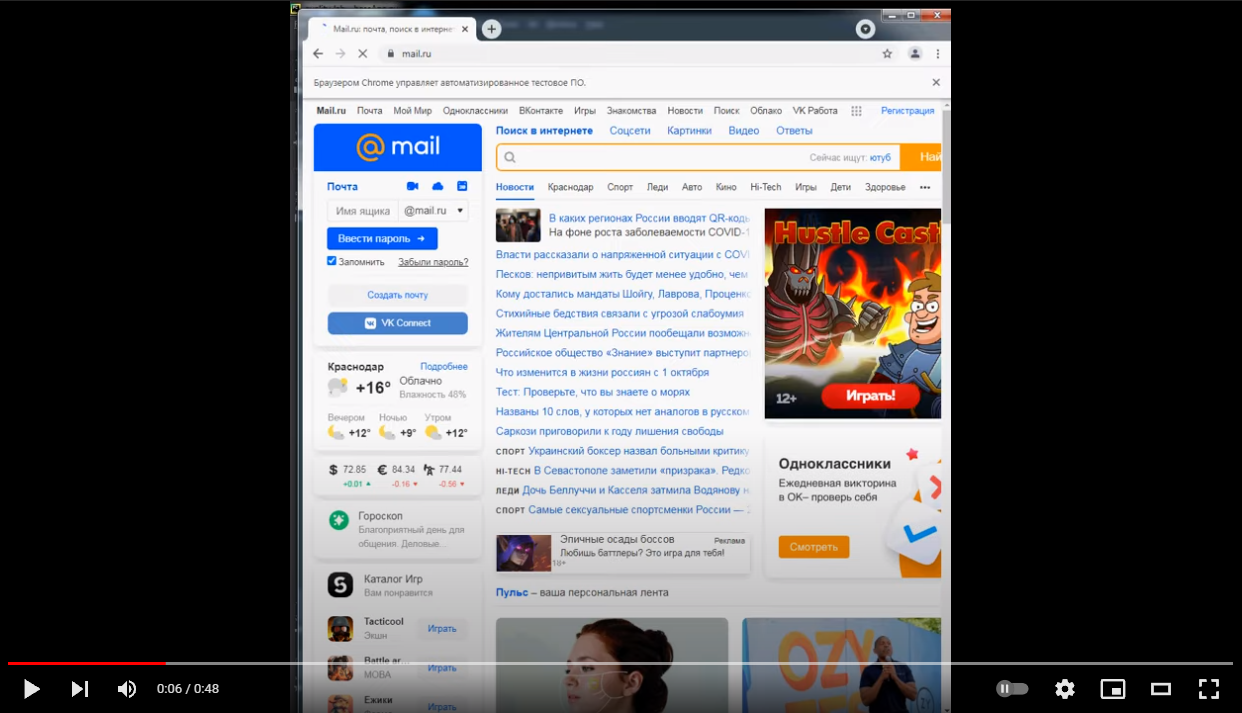 Mail.ru: почта, поиск в интерне
mail.ru
Браузером Chrome управляет автоматизированное тестовое ПО.
Mail.ru Почта Мой Мир Одноклассники ВКонтакте Игры Знакомства Новости Поиск Облако VK Работа Регистрация
@ mail
Почта
Имя ящика @mail.ru
Ввести пароль →
Запомнить Забыли пароль?
Создать почту
VK Connect
Краснодар Подробнее
+16° Облачно
Влажность 48%
Вечером Ночью Утром
+12° +9° +12°
$ 72.85 € 84.34 77.44
+0.01 -0.16 -0.56
Гороскоп
Благоприятный день для
общения. Деловые...
Каталог Игр
Вам понравится
Tacticool Играть
Экшн
Battle ar... Играть
MOBA
Ежики Играть
Поиск в интернете Соцсети Картинки Видео Ответы
Сейчас ищут: ютуб Най
Новости Краснодар Спорт Леди Авто Кино Hi-Tech Игры Дети Здоровье •••
В каких регионах России вводят QR-коды
На фоне роста заболеваемости COVID-1
Власти рассказали о напряженной ситуации с COVI
Песков: непривитым жить будет менее удобно, чем
Кому достались мандаты Шойгу, Лаврова, Проценко
Стихийные бедствия связали с угрозой слабоумия
Жителям Центральной России пообещали возможн
Российское общество «Знание» выступит партнеро
Что изменится в жизни россиян с 1 октября
Тест: Проверьте, что вы знаете о морях
Названы 10 слов, у которых нет аналогов в русском
Саркози приговорили к году лишения свободы
СПОРТ Украинский боксер назвал больными критику
HI-TECH В Севастополе заметили «призрака». Редко
ЛЕДИ Дочь Беллуччи и Касселя затмила Водянову н
СПОРТ Самые сексуальные спортсменки России —
Эпичные осады боссов Реклама
Любишь баттлеры? Это игра для тебя!
18+
Пульс – ваша персональная лента
Hustle Cast
12+ Играть!
Одноклассники
Ежедневная викторина
в ОК– проверь себя
Смотреть
OZY
0:06 / 0:48